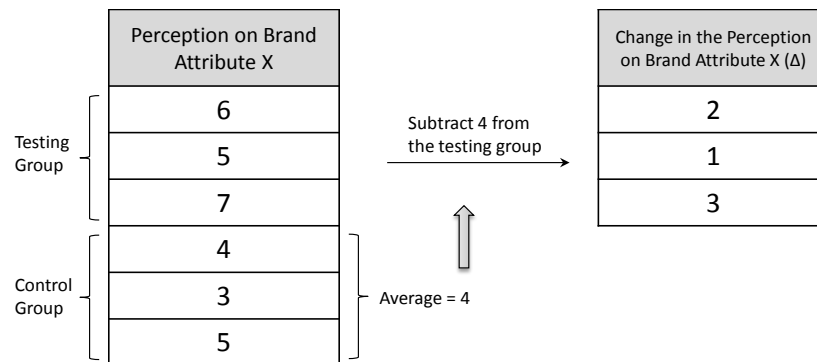 Perception on Brand
Attribute X
6
5
7
4
3
5
Testing
Group
Control
Group
Average = 4
Subtract 4 from
the testing group
Change in the Perception
on Brand Attribute X (Δ)
2
1
3